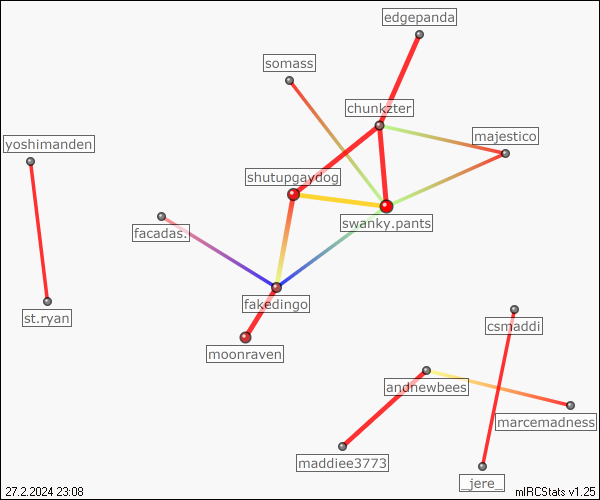 edgepanda
somass
chunkzter
majestico
yoshimanden
shutupgaydog
swanky.pants
facadas.
fakedingo
st.ryan
csmaddi
moonraven
andnewbees
marcemadness
maddiee3773
_jere_
27.2.2024 23:08
mIRCStats v1.25